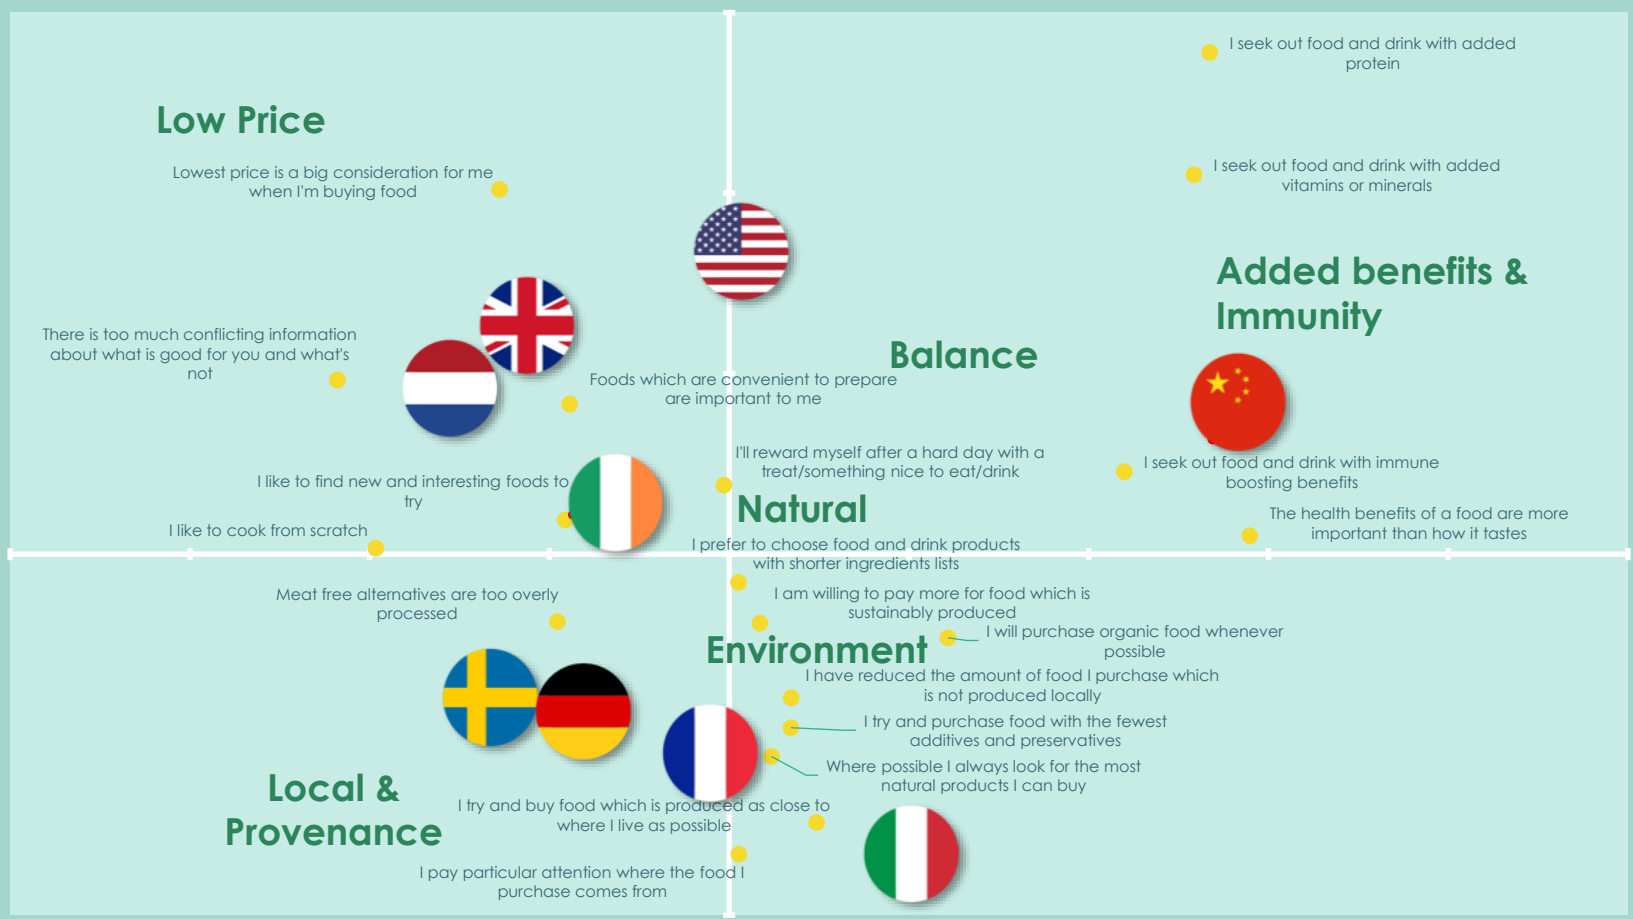 I seek out food and drink with added
protein
Low Price
Lowest price is a big consideration for me
when I'm buying food
I seek out food and drink with added
vitamins or minerals
Added benefits &
Immunity
There is too much conflicting information
about what is good for you and what's
not
Balance
Foods which are convenient to prepare
are important to me
I'll reward myself after a hard day with a
treat/something nice to eat/drink
I seek out food and drink with immune
boosting benefits
I like to find new and interesting foods to
try
Natural
The health benefits of a food are more
important than how it tastes
I like to cook from scratch
I prefer to choose food and drink products
with shorter ingredients lists
Meat free alternatives are too overly
processed
I am willing to pay more for food which is
sustainably produced
Environment
I will purchase organic food whenever
possible
I have reduced the amount of food I purchase which
is not produced locally
I try and purchase food with the fewest
additives and preservatives
Where possible I always look for the most
natural products I can buy
Local &
Provenance
I try and buy food which is produced as close to
where I live as possible
I pay particular attention where the food I
purchase comes from